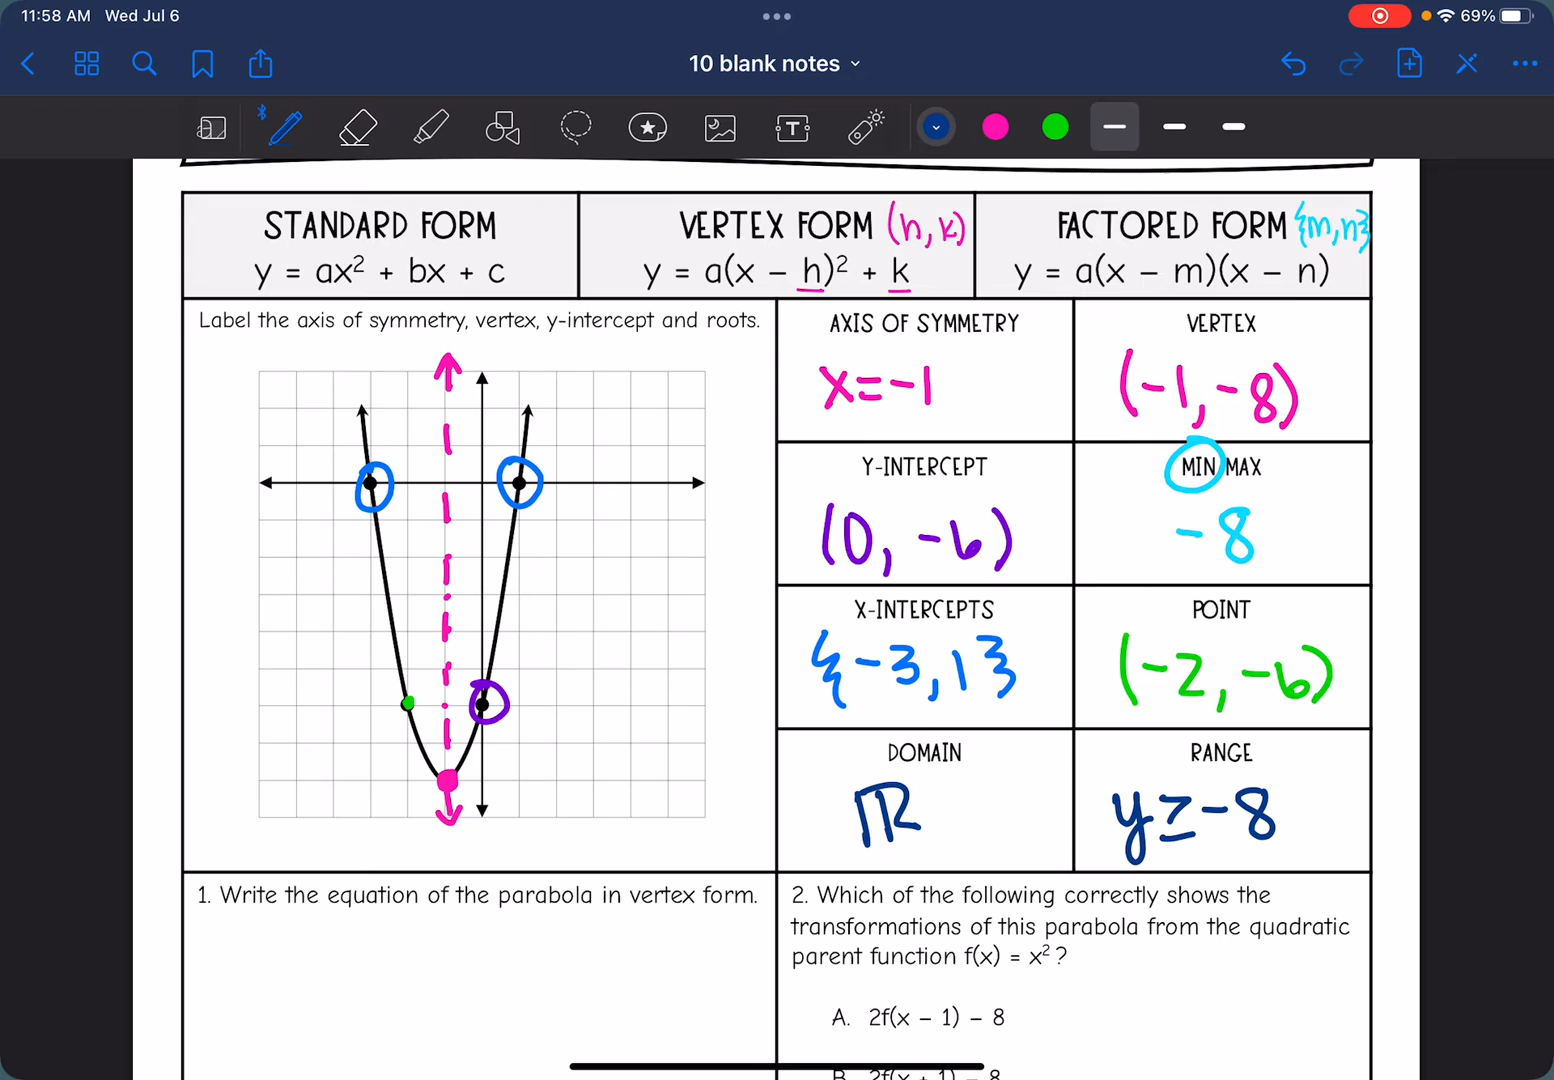 11:58 AM Wed Jul 6
69%
10 blank notes
STANDARD FORM
y = ax² + bx + c
VERTEX FORM (h, k)
y = a(x – h)² + k
FACTORED FORM {m, n}
y = a(x – m)(x – n)
Label the axis of symmetry, vertex, y-intercept and roots.
AXIS OF SYMMETRY
x = -1
VERTEX
(-1, -8)
Y-INTERCEPT
(0, -6)
MIN/MAX
-8
X-INTERCEPTS
{-3, 1}
POINT
(-2, -6)
DOMAIN
ℝ
RANGE
y ≥ -8
1. Write the equation of the parabola in vertex form.
2. Which of the following correctly shows the
transformations of this parabola from the quadratic
parent function f(x) = x² ?
A. 2f(x – 1) – 8
B. 2f(x + 1) – 8